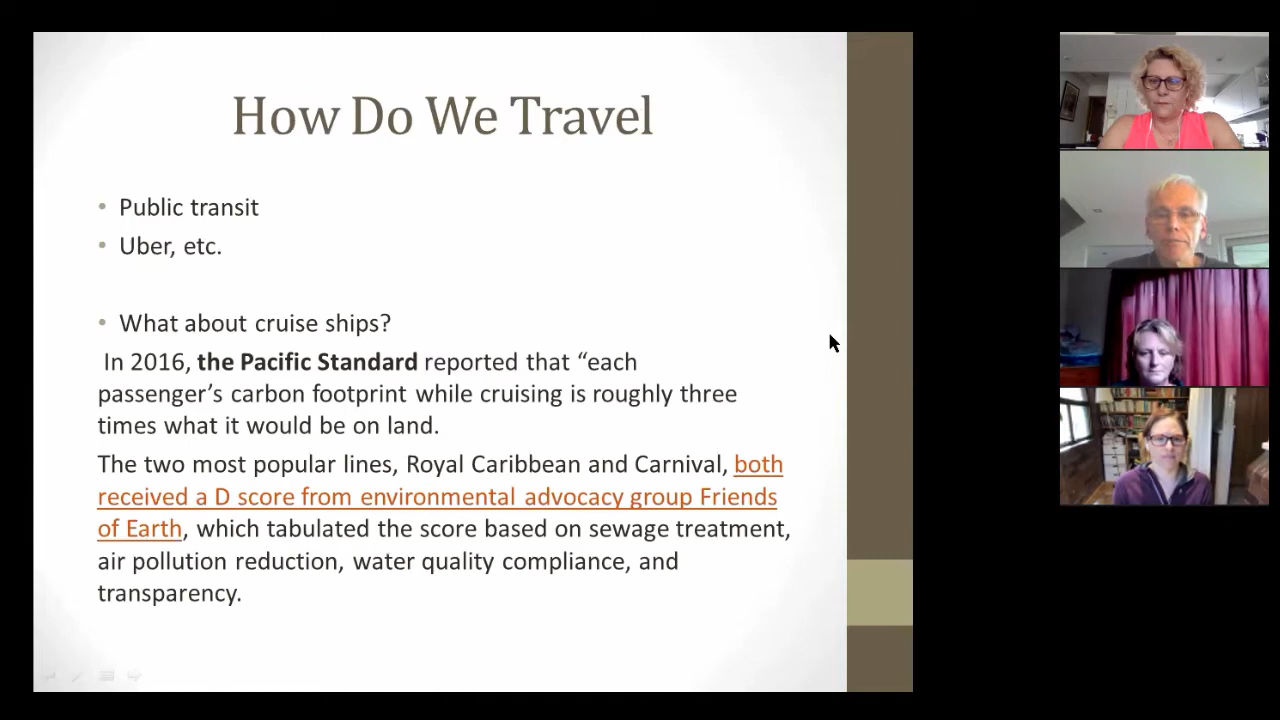 How Do We Travel
• Public transit
• Uber, etc.
• What about cruise ships?
In 2016, the Pacific Standard reported that “each
passenger’s carbon footprint while cruising is roughly three
times what it would be on land.
The two most popular lines, Royal Caribbean and Carnival, both
received a D score from environmental advocacy group Friends
of Earth, which tabulated the score based on sewage treatment,
air pollution reduction, water quality compliance, and
transparency.